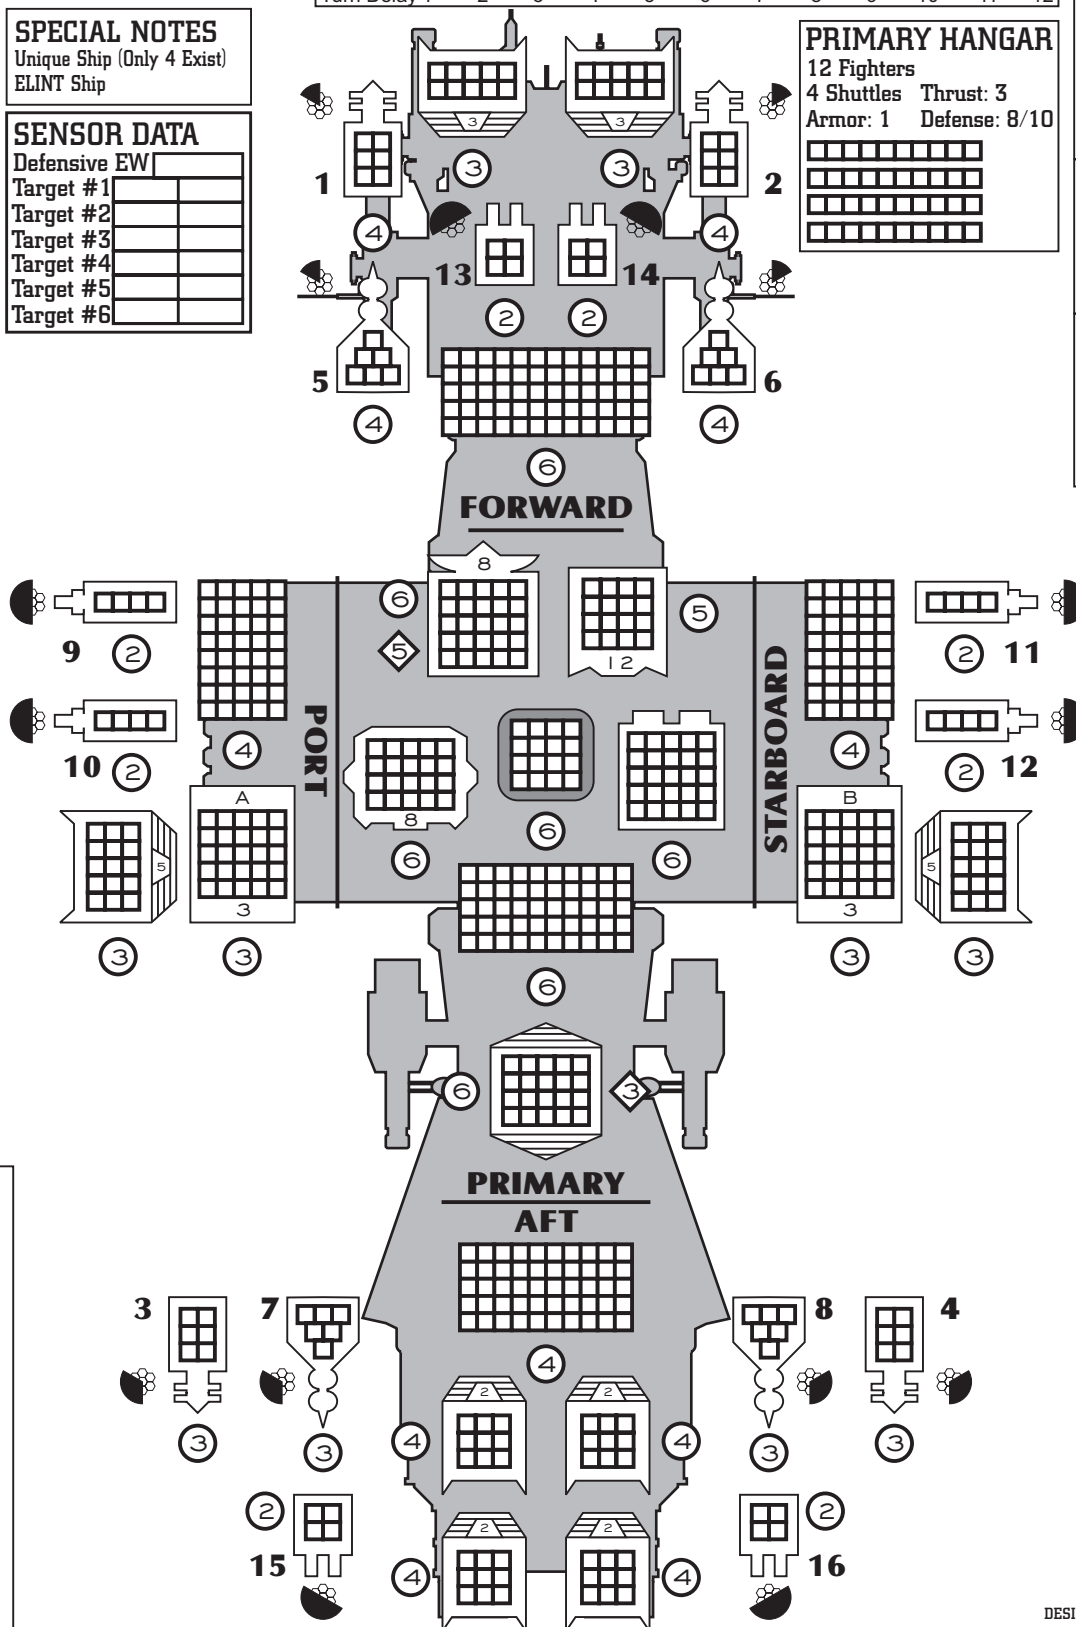 Turn Delay 1 2 3 4 5 6 7 8 9 10 11 12
SPECIAL NOTES
Unique Ship (Only 4 Exist)
ELINT Ship
SENSOR DATA
Defensive EW
Target #1
Target #2
Target #3
Target #4
Target #5
Target #6
PRIMARY HANGAR
12 Fighters
4 Shuttles Thrust: 3
Armor: 1 Defense: 8/10
3 3
3 3
1 2
4 4
13 14
2 2
5 6
4 4
6
FORWARD
8
6 5
5
12
9 2 2 11
PORT
STARBOARD
4 4
10 2 2 12
A B
8
6 6 6
5 5
3 3
3 3 3 3
6
6 3
PRIMARY
AFT
3 7 8 4
4
2 2
3 3 4 4 3 3
2 2
2 2
15 4 4 16
DESI